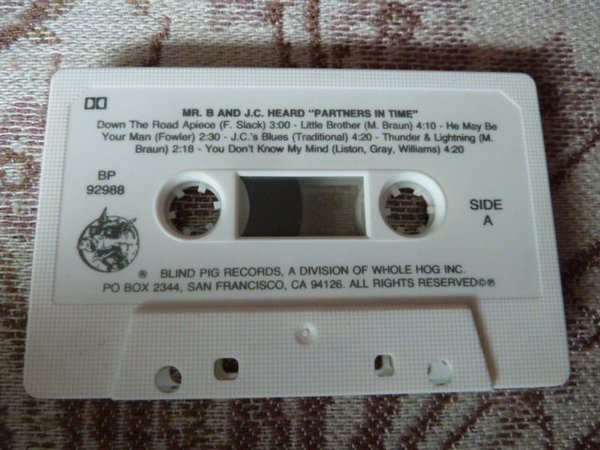 MR. B AND J.C. HEARD "PARTNERS IN TIME"
Down The Road Apiece (F. Slack) 3:00 - Little Brother (M. Braun) 4:10 - He May Be
Your Man (Fowler) 2:30 - J.C.'s Blues (Traditional) 4:20 - Thunder & Lightning (M.
Braun) 2:18 - You Don't Know My Mind (Liston, Gray, Williams) 4:20
BP
92988
SIDE
A
® BLIND PIG RECORDS, A DIVISION OF WHOLE HOG INC.
PO BOX 2344, SAN FRANCISCO, CA 94126. ALL RIGHTS RESERVED©℗